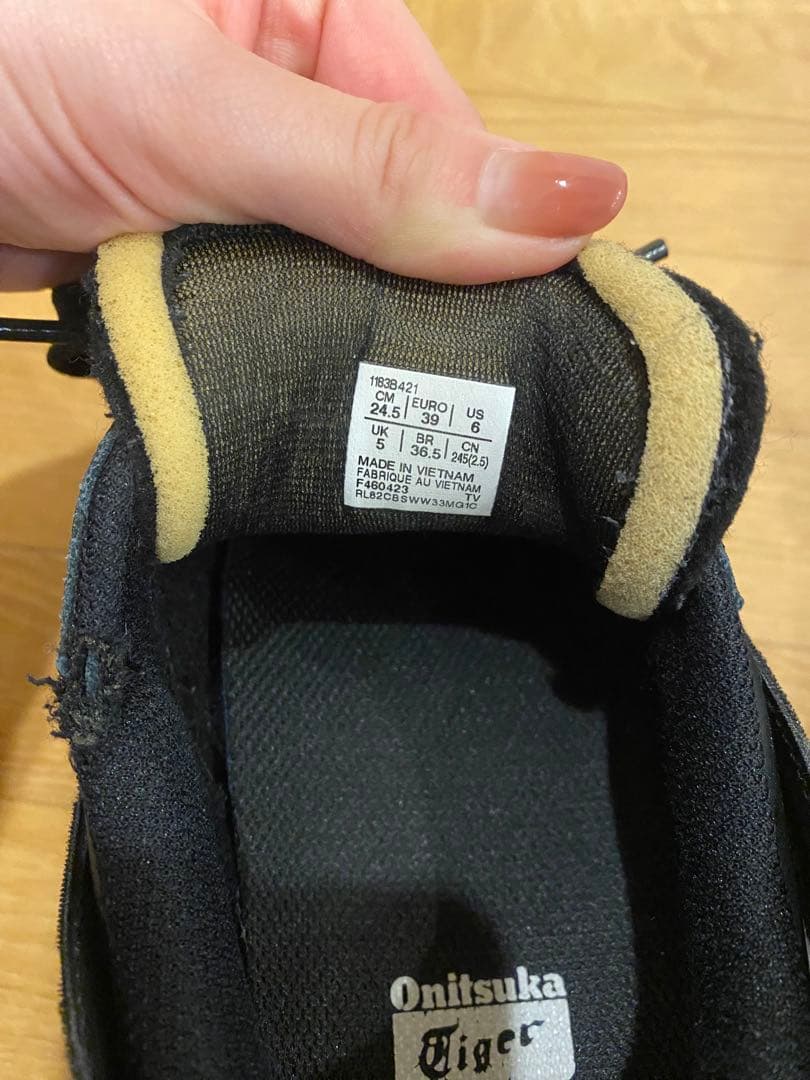 1183B421
CM 24.5 | EURO 39 | US 6
UK 5 | BR 36.5 | CN 245(2.5)
MADE IN VIETNAM
FABRIQUE AU VIETNAM
F460423 TV
RL82CBSWW33MG1C
Onitsuka
Tiger